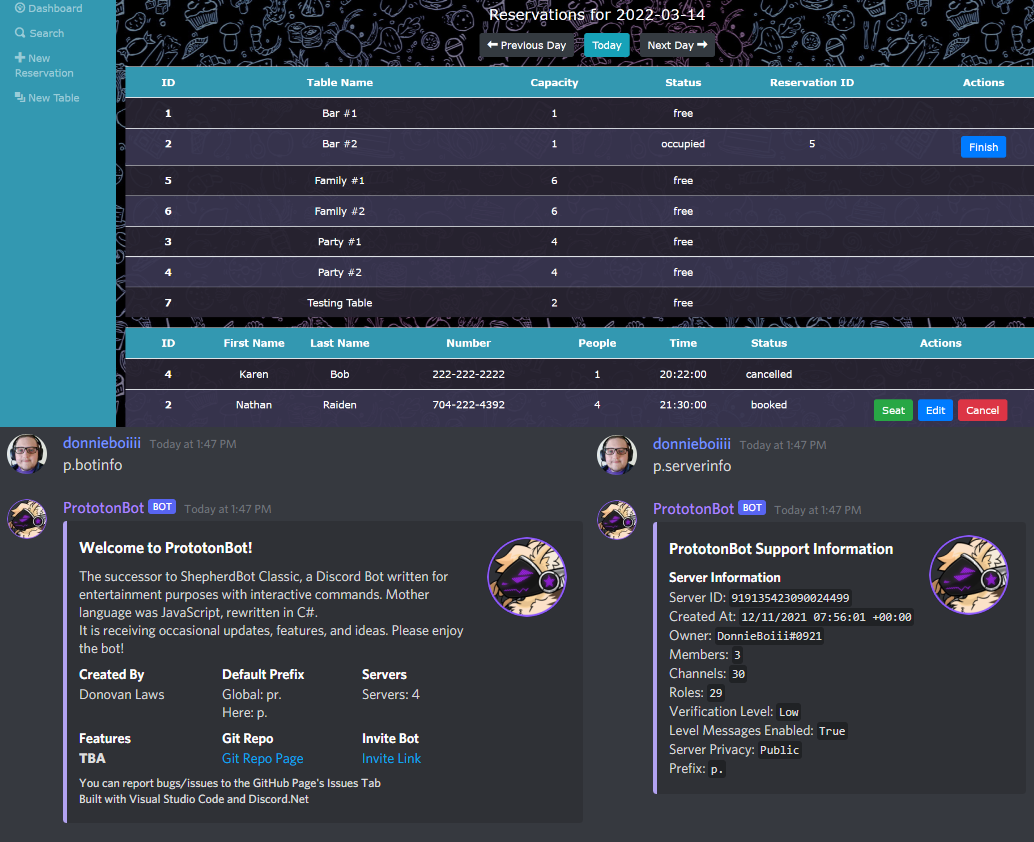 Dashboard
Search
New
Reservation
New Table
Reservations for 2022-03-14
Previous Day Today Next Day
ID Table Name Capacity Status Reservation ID Actions
1 Bar #1 1 free
2 Bar #2 1 occupied 5 Finish
5 Family #1 6 free
6 Family #2 6 free
3 Party #1 4 free
4 Party #2 4 free
7 Testing Table 2 free
ID First Name Last Name Number People Time Status Actions
4 Karen Bob 222-222-2222 1 20:22:00 cancelled
2 Nathan Raiden 704-222-4392 4 21:30:00 booked Seat Edit Cancel
donnieboiiii Today at 1:47 PM
p.botinfo
PrototonBot BOT Today at 1:47 PM
Welcome to PrototonBot!
The successor to ShepherdBot Classic, a Discord Bot written for
entertainment purposes with interactive commands. Mother
language was JavaScript, rewritten in C#.
It is receiving occasional updates, features, and ideas. Please enjoy
the bot!
Created By Default Prefix Servers
Donovan Laws Global: pr. Servers: 4
Here: p.
Features Git Repo Invite Bot
TBA Git Repo Page Invite Link
You can report bugs/issues to the GitHub Page's Issues Tab
Built with Visual Studio Code and Discord.Net
donnieboiiii Today at 1:47 PM
p.serverinfo
PrototonBot BOT Today at 1:47 PM
PrototonBot Support Information
Server Information
Server ID: 919135423090024499
Created At: 12/11/2021 07:56:01 +00:00
Owner: DonnieBoiii#0921
Members: 3
Channels: 30
Roles: 29
Verification Level: Low
Level Messages Enabled: True
Server Privacy: Public
Prefix: p.